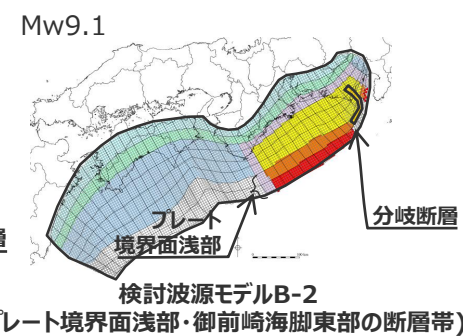 Mw9.1
プレート
境界面浅部
分岐断層
層
検討波源モデルB-2
プレート境界面浅部・御前崎海脚東部の断層帯)